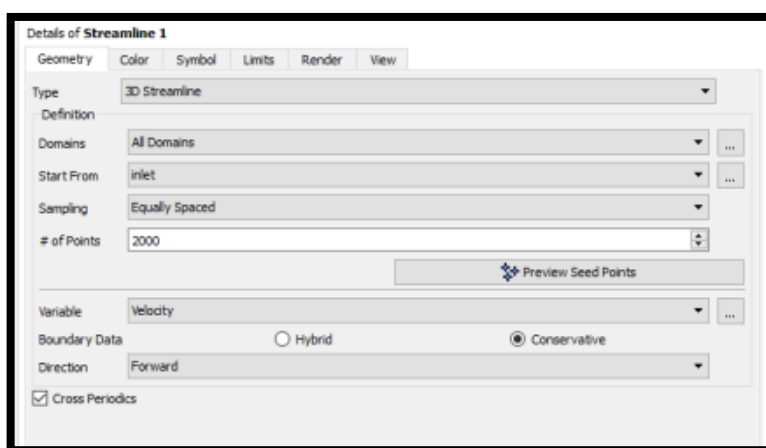 Details of Streamline 1
Geometry Color Symbol Limits Render View
Type 3D Streamline
Definition
Domains All Domains ...
Start From inlet ...
Sampling Equally Spaced
# of Points 2000
Preview Seed Points
Variable Velocity ...
Boundary Data Hybrid Conservative
Direction Forward
Cross Periodics